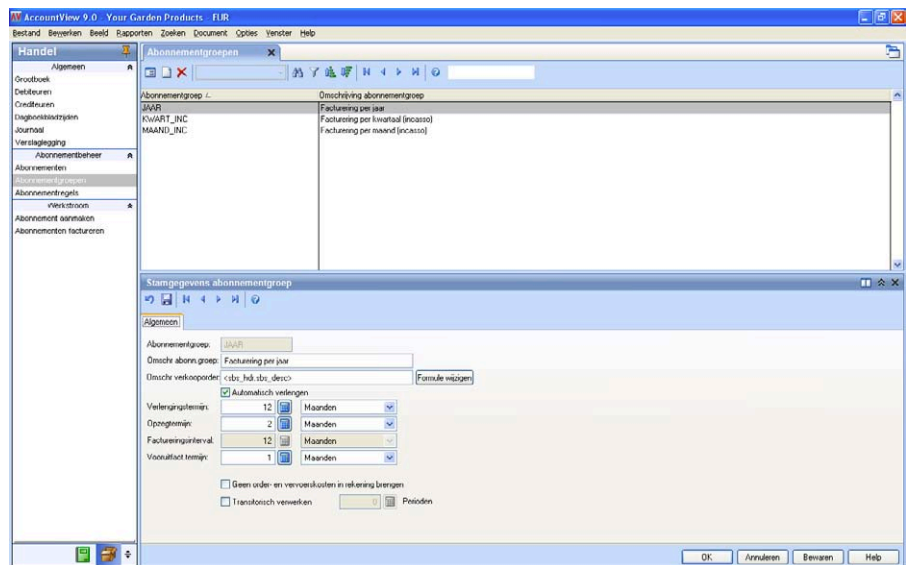 AccountView 9.0 - Your Garden Products - EUR
Bestand Bewerken Beeld Rapporten Zoeken Document Opties Venster Help
Handel
Algemeen
Grootboek
Debiteuren
Crediteuren
Dagboekbladzijden
Journaal
Verslaglegging
Abonnementbeheer
Abonnementen
Abonnementgroepen
Abonnementregels
Werkstroom
Abonnement aanmaken
Abonnementen factureren
Abonnementgroepen
Abonnementgroep Omschrijving abonnementgroep
JAAR Facturering per jaar
KWART_INC Facturering per kwartaal (incasso)
MAAND_INC Facturering per maand (incasso)
Stamgegevens abonnementgroep
Algemeen
Abonnementgroep: JAAR
Omschr abonn.groep: Facturering per jaar
Omschr verkooporder: <sbs_hdr.sbs_desc> Formule wijzigen
Automatisch verlengen
Verlengingstermijn: 12 Maanden
Opzegtermijn: 2 Maanden
Factureringsinterval: 12 Maanden
Vooruitfact.termijn: 1 Maanden
Geen order- en vervoerskosten in rekening brengen
Transitorisch verwerken 0 Perioden
OK Annuleren Bewaren Help